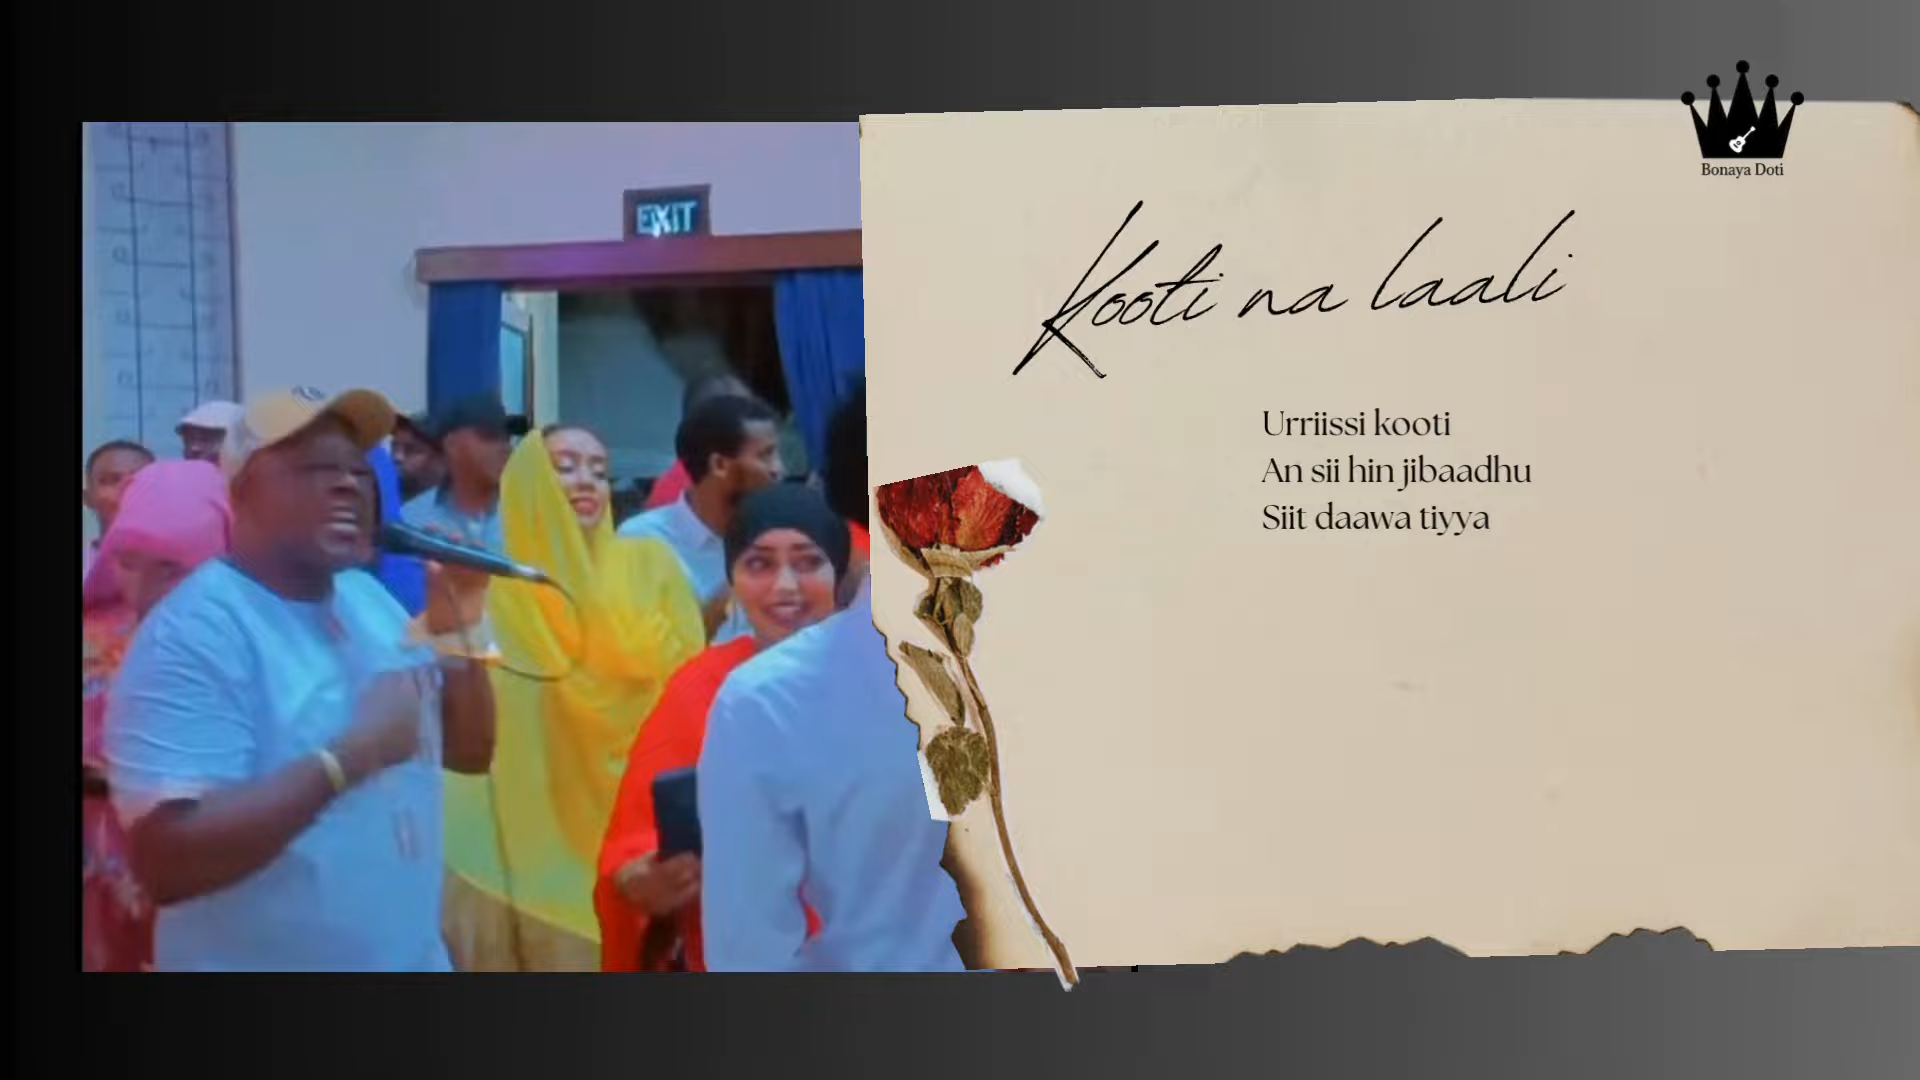 EXIT
Bonaya Doti
Kooti na laali
Urriissi kooti
An sii hin jibaadhu
Siit daawa tiyya